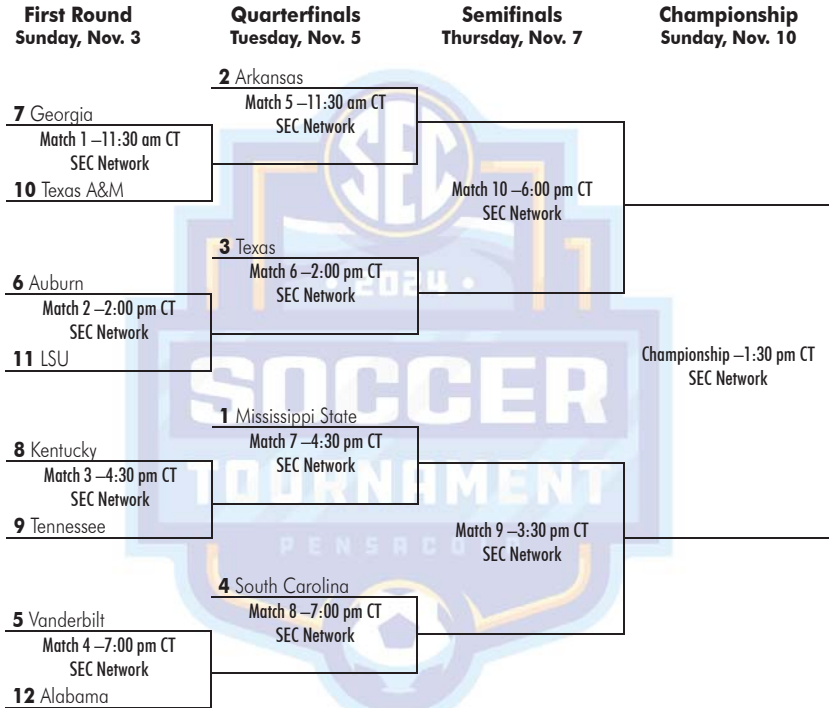 First Round
Sunday, Nov. 3
Quarterfinals
Tuesday, Nov. 5
Semifinals
Thursday, Nov. 7
Championship
Sunday, Nov. 10
2 Arkansas
Match 5 –11:30 am CT
SEC Network
7 Georgia
Match 1 –11:30 am CT
SEC Network
10 Texas A&M
Match 10 –6:00 pm CT
SEC Network
3 Texas
Match 6 –2:00 pm CT
SEC Network
6 Auburn
Match 2 –2:00 pm CT
SEC Network
11 LSU
Championship –1:30 pm CT
SEC Network
1 Mississippi State
Match 7 –4:30 pm CT
SEC Network
8 Kentucky
Match 3 –4:30 pm CT
SEC Network
9 Tennessee
Match 9 –3:30 pm CT
SEC Network
4 South Carolina
Match 8 –7:00 pm CT
SEC Network
5 Vanderbilt
Match 4 –7:00 pm CT
SEC Network
12 Alabama
SEC
• 2024 •
SOCCER
TOURNAMENT
PENSACOLA